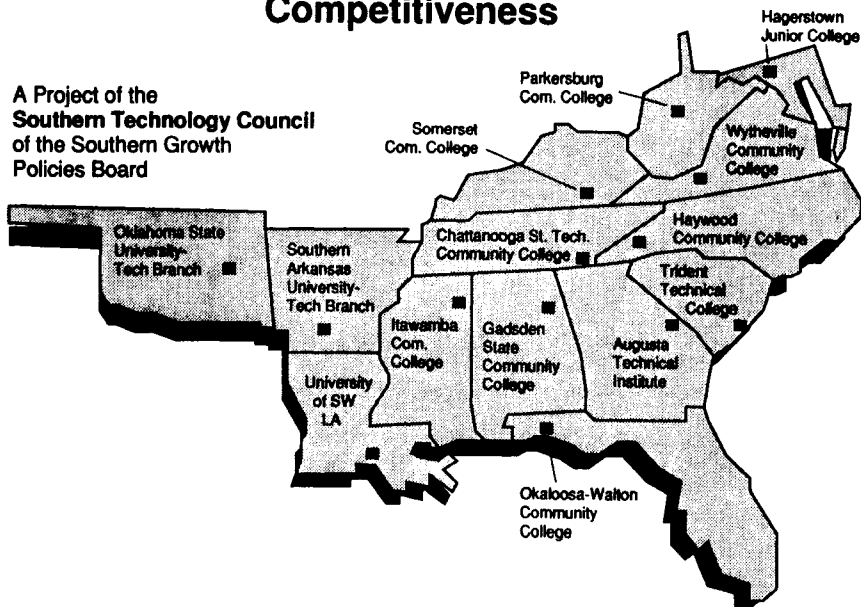 Competitiveness
A Project of the
Southern Technology Council
of the Southern Growth
Policies Board
Hagerstown
Junior College
Parkersburg
Com. College
Somerset
Com. College
Wytheville
Community
College
Oklahoma State
University-
Tech Branch
Southern
Arkansas
University-
Tech Branch
Chattanooga St. Tech.
Community College
Haywood
Community College
Trident
Technical
College
Itawamba
Com.
College
Gadsden
State
Community
College
Augusta
Technical
Institute
University
of SW
LA
Okaloosa-Walton
Community
College